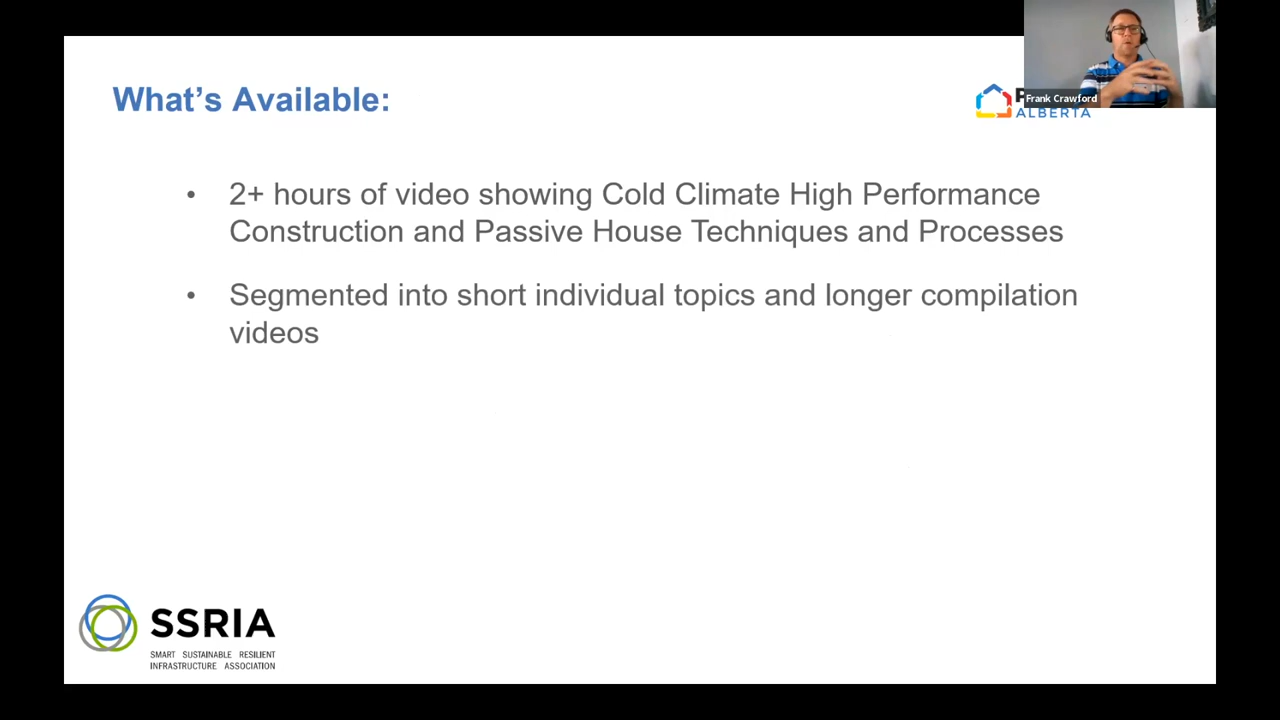 What's Available:
Frank Crawford
ALBERTA
• 2+ hours of video showing Cold Climate High Performance
Construction and Passive House Techniques and Processes
• Segmented into short individual topics and longer compilation
videos
SSRIA
SMART SUSTAINABLE RESILIENT
INFRASTRUCTURE ASSOCIATION